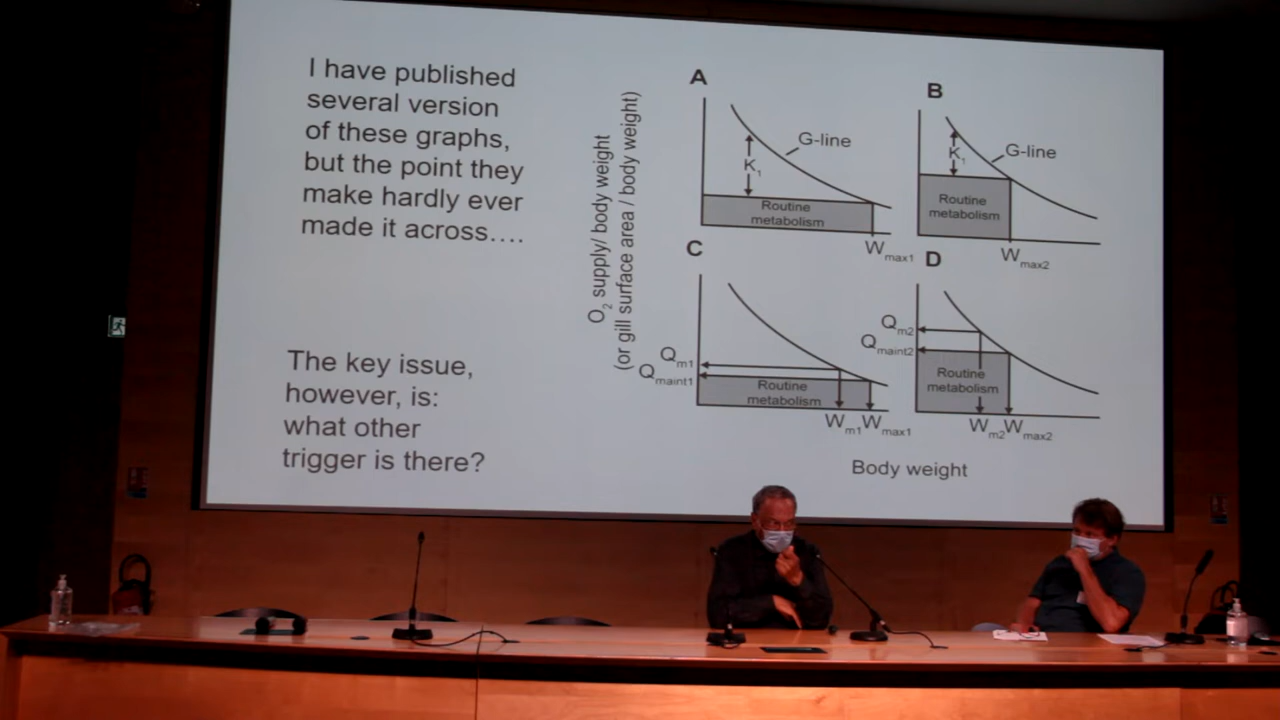 I have published
several version
of these graphs,
but the point they
make hardly ever
made it across....
The key issue,
however, is:
what other
trigger is there?
O2 supply/ body weight
(or gill surface area / body weight)
A
G-line
K1
Routine
metabolism
Wmax1
B
G-line
K1
Routine
metabolism
Wmax2
C
Qm1
Qmaint1
Routine
metabolism
Wm1 Wmax1
D
Qm2
Qmaint2
Routine
metabolism
Wm2 Wmax2
Body weight